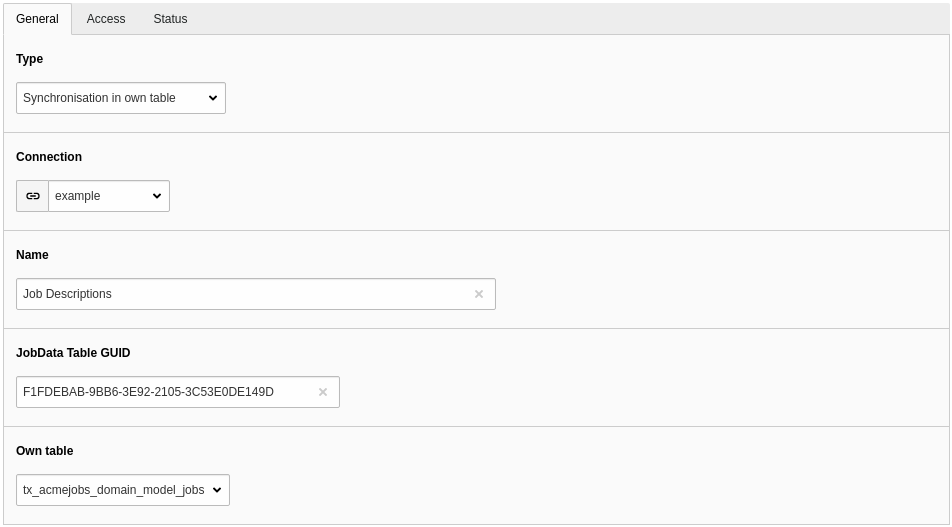 General Access Status
Type
Synchronisation in own table
Connection
example
Name
Job Descriptions
JobData Table GUID
F1FDEBAB-9BB6-3E92-2105-3C53E0DE149D
Own table
tx_acmejobs_domain_model_jobs